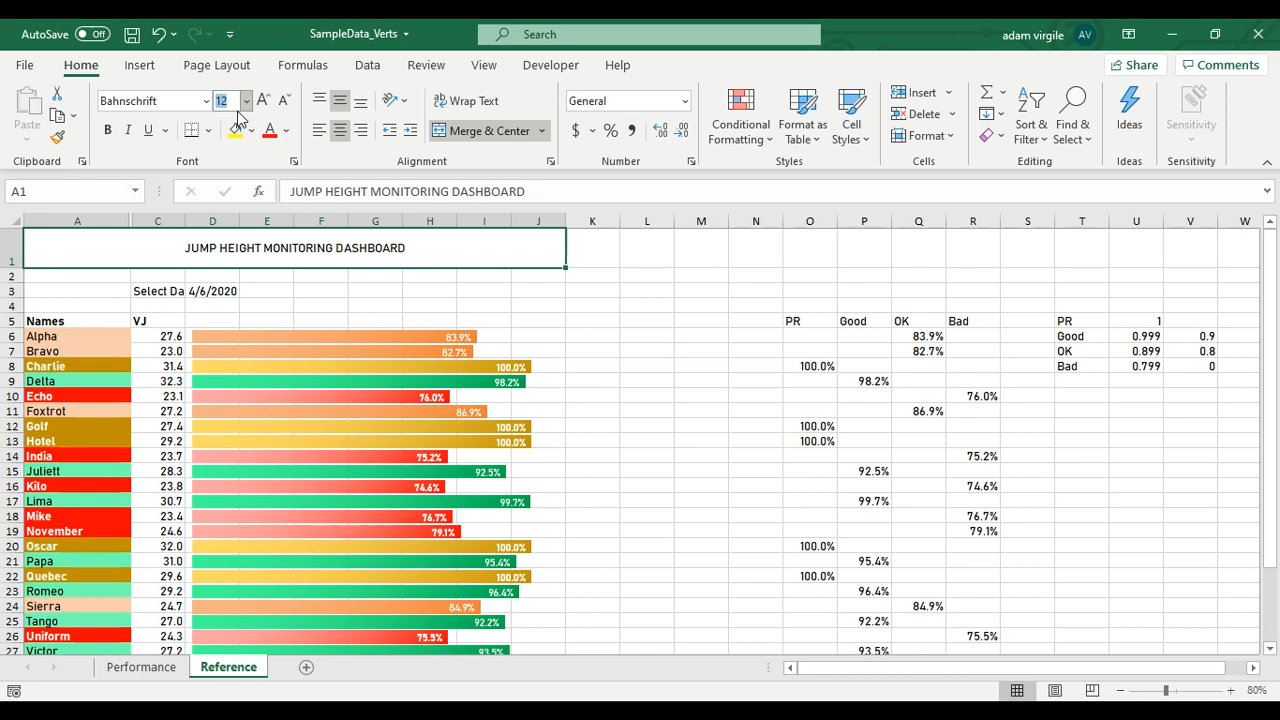 AutoSave Off SampleData_Verts Search adam virgile AV
File Home Insert Page Layout Formulas Data Review View Developer Help Share Comments
Paste Bahnschrift 12 A A Wrap Text General Conditional Formatting Format as Table Cell Styles Insert Sort & Filter Find & Select Ideas Sensitivity
B I U A Merge & Center $ % Delete
Format
Clipboard Font Alignment Number Styles Cells Editing Ideas Sensitivity
A1 fx JUMP HEIGHT MONITORING DASHBOARD
A C D E F G H I J K L M N O P Q R S T U V W
1 JUMP HEIGHT MONITORING DASHBOARD
2
3 Select Da 4/6/2020
4
5 Names VJ PR Good OK Bad PR 1
6 Alpha 27.6 83.9% 83.9% Good 0.999 0.9
7 Bravo 23.0 82.7% 82.7% OK 0.899 0.8
8 Charlie 31.4 100.0% 100.0% Bad 0.799 0
9 Delta 32.3 98.2% 98.2%
10 Echo 23.1 76.0% 76.0%
11 Foxtrot 27.2 86.9% 86.9%
12 Golf 27.4 100.0% 100.0%
13 Hotel 29.2 100.0% 100.0%
14 India 23.7 75.2% 75.2%
15 Juliett 28.3 92.5% 92.5%
16 Kilo 23.8 74.6% 74.6%
17 Lima 30.7 99.7% 99.7%
18 Mike 23.4 76.7% 76.7%
19 November 24.6 79.1% 79.1%
20 Oscar 32.0 100.0% 100.0%
21 Papa 31.0 95.4% 95.4%
22 Quebec 29.6 100.0% 100.0%
23 Romeo 29.2 96.4% 96.4%
24 Sierra 24.7 84.9% 84.9%
25 Tango 27.0 92.2% 92.2%
26 Uniform 24.3 75.5% 75.5%
27 Victor 27.2 93.5% 93.5%
Performance Reference
80%